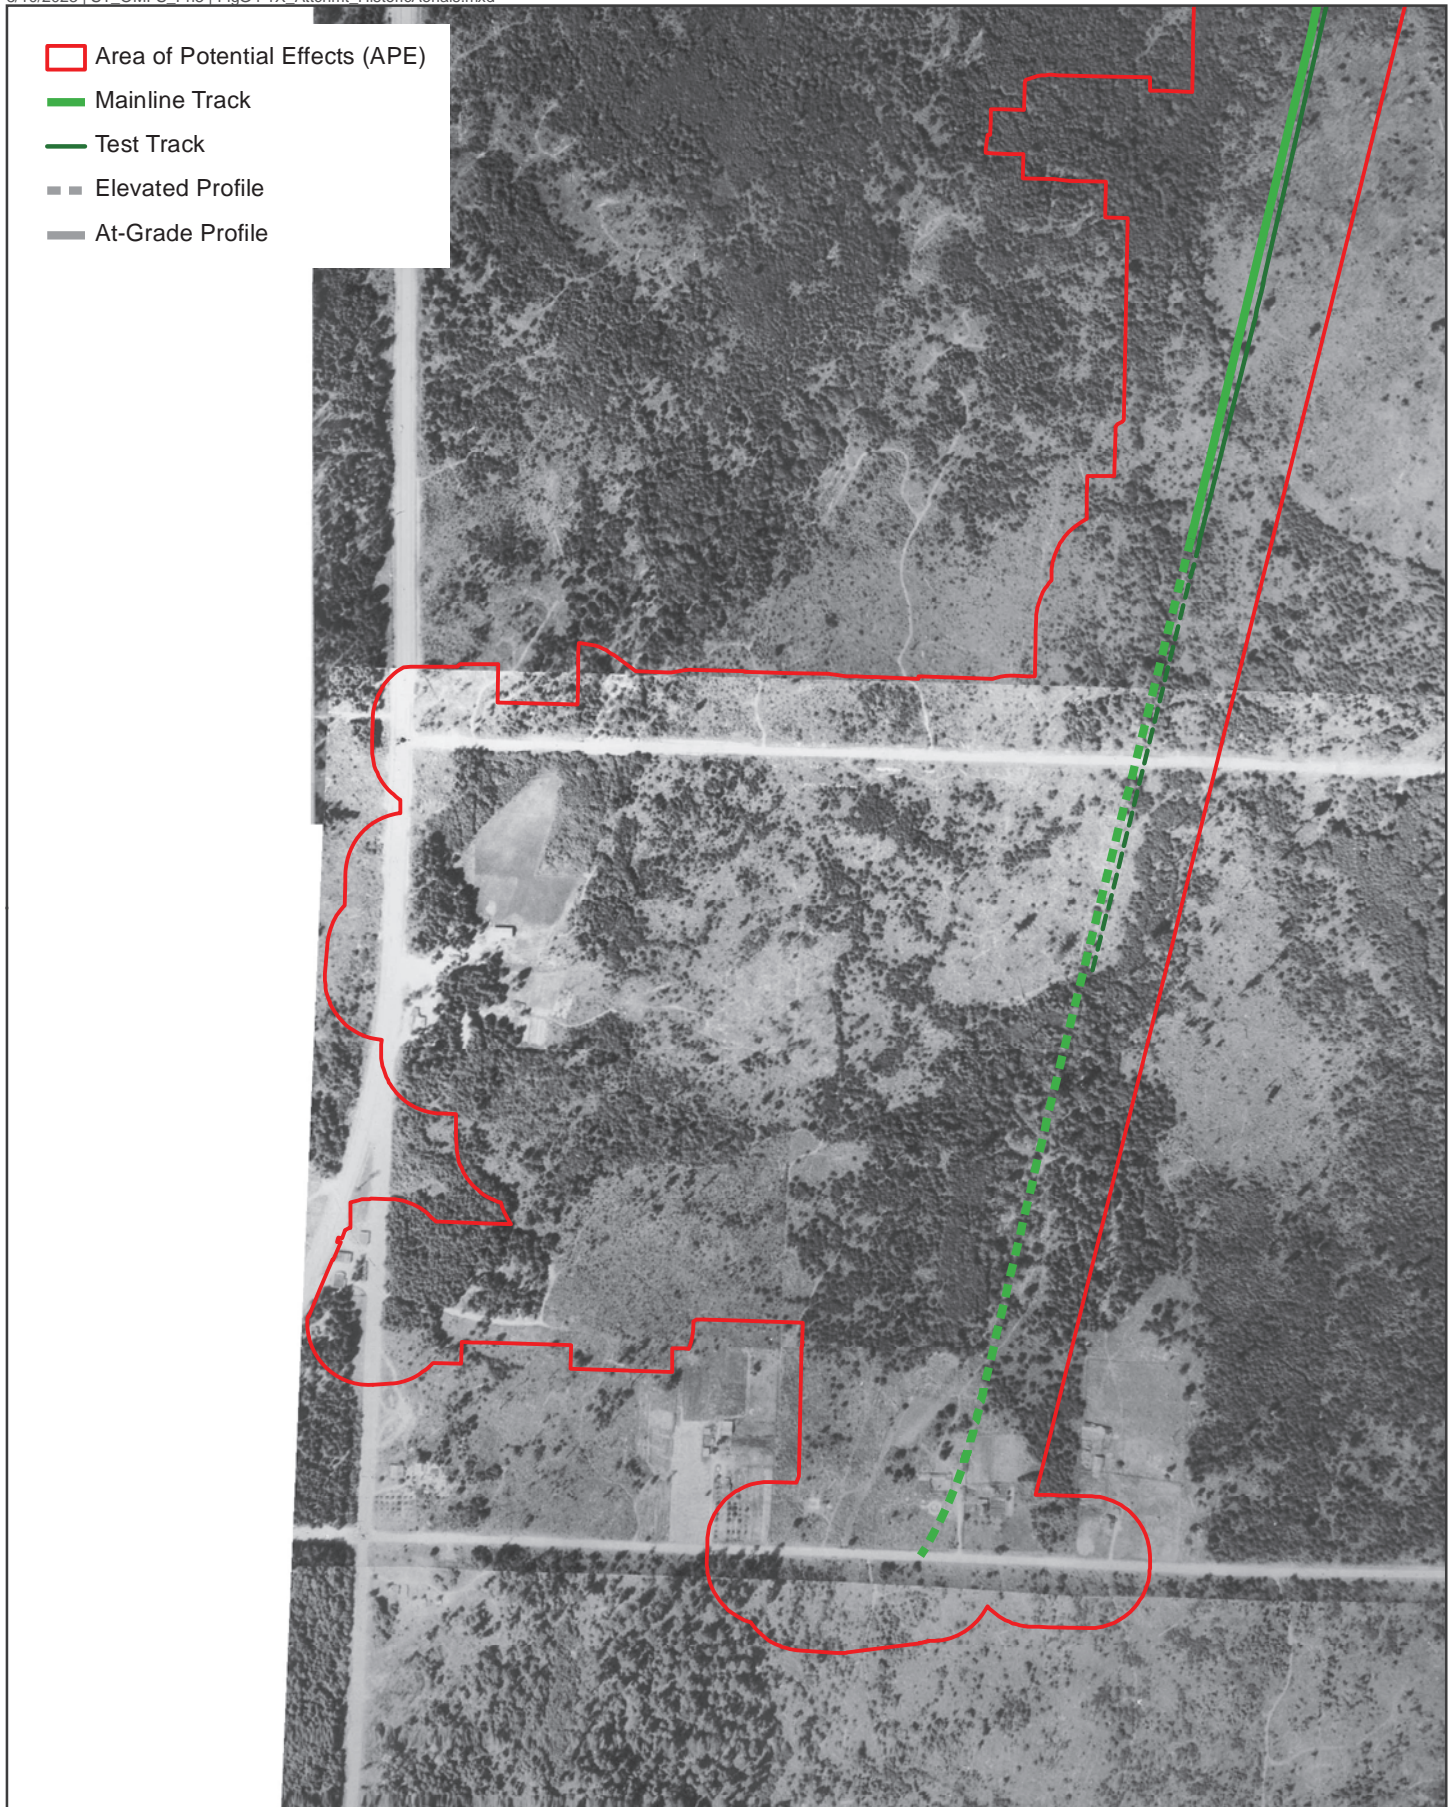 Area of Potential Effects (APE)
Mainline Track
Test Track
Elevated Profile
At-Grade Profile